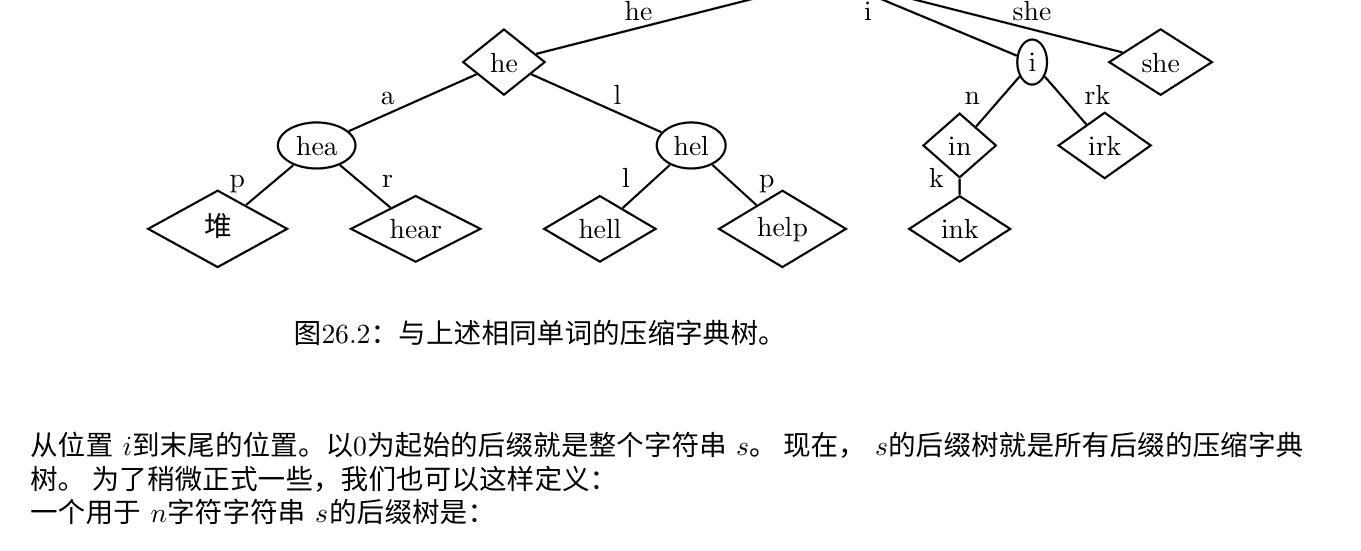 he i she
he i she
a l n rk
hea hel in irk
p r l p k
堆 hear hell help ink
图26.2：与上述相同单词的压缩字典树。
从位置 i到末尾的位置。以0为起始的后缀就是整个字符串 s。 现在， s的后缀树就是所有后缀的压缩字典
树。 为了稍微正式一些，我们也可以这样定义：
一个用于 n字符字符串 s的后缀树是：